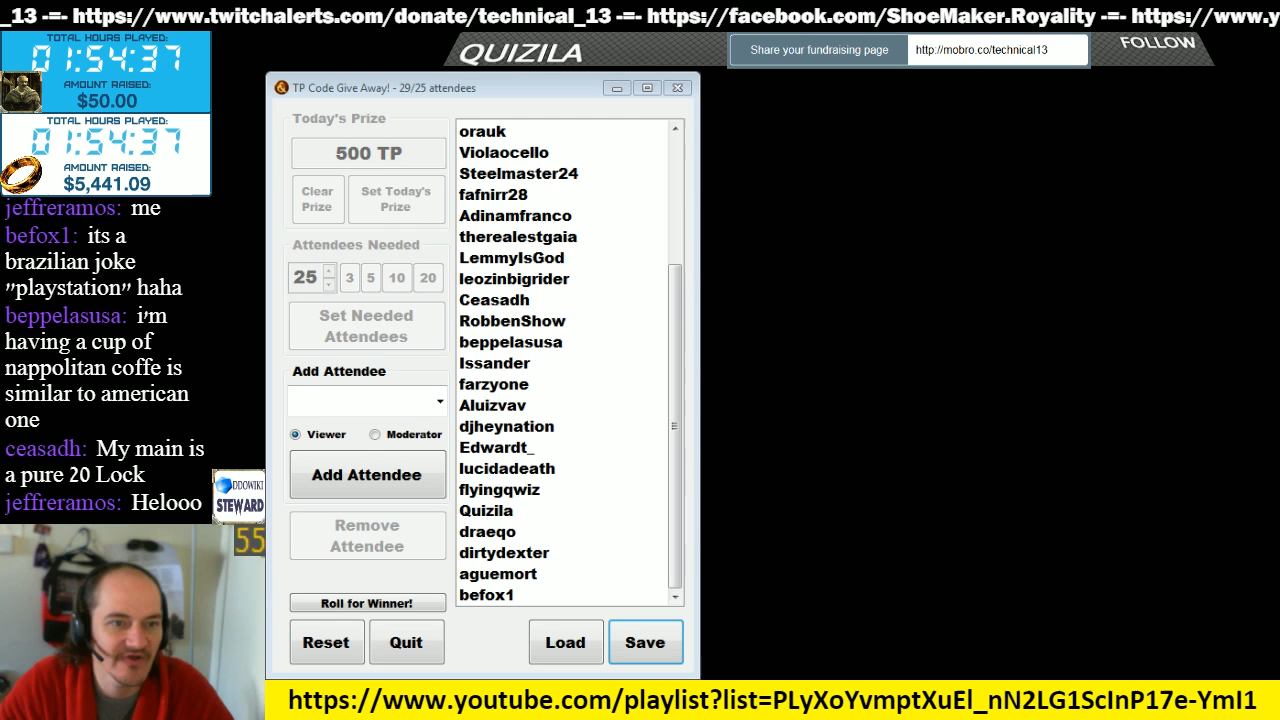 _13 -=- https://www.twitchalerts.com/donate/technical_13 -=- https://facebook.com/ShoeMaker.Royality -=- https://www.y
TOTAL HOURS PLAYED:
01:54:37
AMOUNT RAISED:
$50.00
TOTAL HOURS PLAYED:
01:54:37
AMOUNT RAISED:
$5,441.09
QUIZILA
Share your fundraising page
http://mobro.co/technical13
FOLLOW
jeffreramos: me
befox1: its a
brazilian joke
"playstation" haha
beppelasusa: i'm
having a cup of
nappolitan coffe is
similar to american
one
ceasadh: My main is
a pure 20 Lock
jeffreramos: Helooo
DDOWIKI
STEWARD
55
TP Code Give Away! - 29/25 attendees
Today's Prize
500 TP
Clear
Prize
Set Today's
Prize
Attendees Needed
25
3
5
10
20
Set Needed
Attendees
Add Attendee
Viewer
Moderator
Add Attendee
Remove
Attendee
Roll for Winner!
Reset
Quit
Load
Save
orauk
Violaocello
Steelmaster24
fafnirr28
Adinamfranco
therealestgaia
LemmyIsGod
leozinbigrider
Ceasadh
RobbenShow
beppelasusa
Issander
farzyone
Aluizvav
djheynation
Edwardt_
lucidadeath
flyingqwiz
Quizila
draeqo
dirtydexter
aguemort
befox1
https://www.youtube.com/playlist?list=PLyXoYvmptXuEl_nN2LG1ScInP17e-YmI1